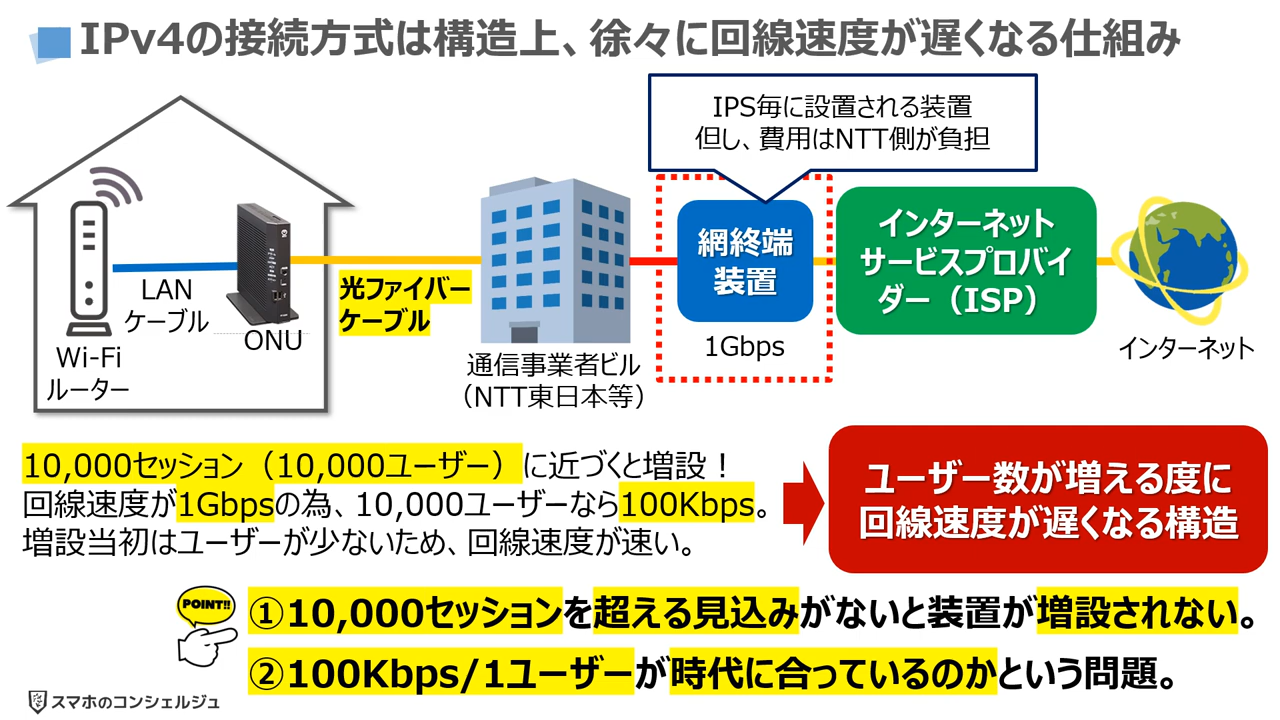 IPv4の接続方式は構造上、徐々に回線速度が遅くなる仕組み
IPS毎に設置される装置
但し、費用はNTT側が負担
LAN
ケーブル
ONU
Wi-Fi
ルーター
光ファイバー
ケーブル
通信事業者ビル
（NTT東日本等）
網終端
装置
1Gbps
インターネット
サービスプロバイ
ダー（ISP）
インターネット
10,000セッション（10,000ユーザー）に近づくと増設！
回線速度が1Gbpsの為、10,000ユーザーなら100Kbps。
増設当初はユーザーが少ないため、回線速度が速い。
ユーザー数が増える度に
回線速度が遅くなる構造
POINT!!
①10,000セッションを超える見込みがないと装置が増設されない。
②100Kbps/1ユーザーが時代に合っているのかという問題。
スマホのコンシェルジュ